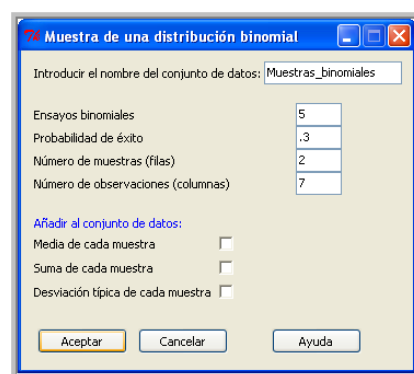 Muestra de una distribución binomial
Introducir el nombre del conjunto de datos: Muestras_binomiales
Ensayos binomiales 5
Probabilidad de éxito .3
Número de muestras (filas) 2
Número de observaciones (columnas) 7
Añadir al conjunto de datos:
Media de cada muestra
Suma de cada muestra
Desviación típica de cada muestra
Aceptar Cancelar Ayuda